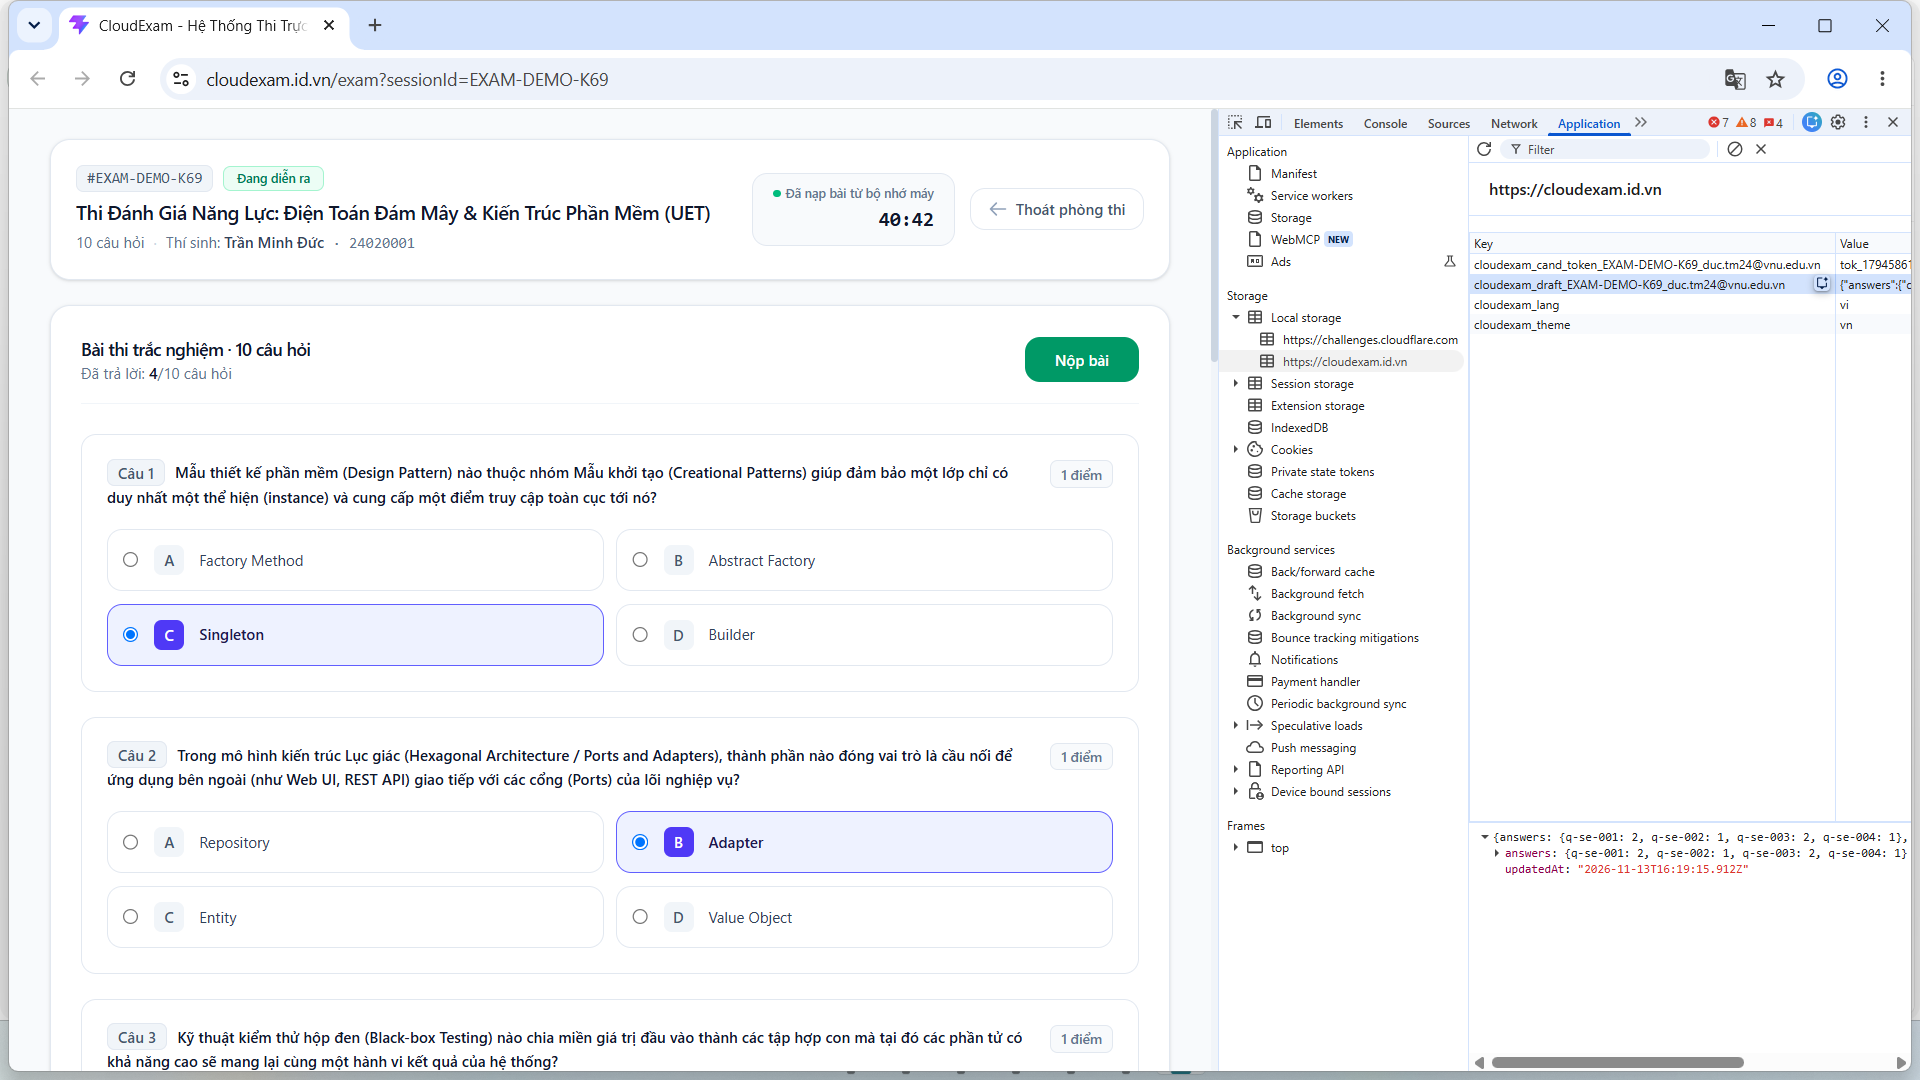 CloudExam - Hệ Thống Thi Trực
cloudexam.id.vn/exam?sessionId=EXAM-DEMO-K69
#EXAM-DEMO-K69
Đang diễn ra
Thi Đánh Giá Năng Lực: Điện Toán Đám Mây & Kiến Trúc Phần Mềm (UET)
10 câu hỏi · Thí sinh: Trần Minh Đức · 24020001
Đã nạp bài từ bộ nhớ máy
40:42
Thoát phòng thi
Bài thi trắc nghiệm · 10 câu hỏi
Đã trả lời: 4/10 câu hỏi
Nộp bài
Câu 1 Mẫu thiết kế phần mềm (Design Pattern) nào thuộc nhóm Mẫu khởi tạo (Creational Patterns) giúp đảm bảo một lớp chỉ có
duy nhất một thể hiện (instance) và cung cấp một điểm truy cập toàn cục tới nó?
1 điểm
A Factory Method
B Abstract Factory
C Singleton
D Builder
Câu 2 Trong mô hình kiến trúc Lục giác (Hexagonal Architecture / Ports and Adapters), thành phần nào đóng vai trò là cầu nối để
ứng dụng bên ngoài (như Web UI, REST API) giao tiếp với các cổng (Ports) của lõi nghiệp vụ?
1 điểm
A Repository
B Adapter
C Entity
D Value Object
Câu 3 Kỹ thuật kiểm thử hộp đen (Black-box Testing) nào chia miền giá trị đầu vào thành các tập hợp con mà tại đó các phần tử có
khả năng cao sẽ mang lại cùng một hành vi kết quả của hệ thống?
1 điểm
Elements Console Sources Network Application 7 8 4
Application
Manifest
Service workers
Storage
WebMCP NEW
Ads
Storage
Local storage
https://challenges.cloudflare.com
https://cloudexam.id.vn
Session storage
Extension storage
IndexedDB
Cookies
Private state tokens
Cache storage
Storage buckets
Background services
Back/forward cache
Background fetch
Background sync
Bounce tracking mitigations
Notifications
Payment handler
Periodic background sync
Speculative loads
Push messaging
Reporting API
Device bound sessions
Frames
top
Filter
https://cloudexam.id.vn
Key Value
cloudexam_cand_token_EXAM-DEMO-K69_duc.tm24@vnu.edu.vn tok_17945861
cloudexam_draft_EXAM-DEMO-K69_duc.tm24@vnu.edu.vn {"answers":{"c
cloudexam_lang vi
cloudexam_theme vn
{answers: {q-se-001: 2, q-se-002: 1, q-se-003: 2, q-se-004: 1},
answers: {q-se-001: 2, q-se-002: 1, q-se-003: 2, q-se-004: 1}
updatedAt: "2026-11-13T16:19:15.912Z"